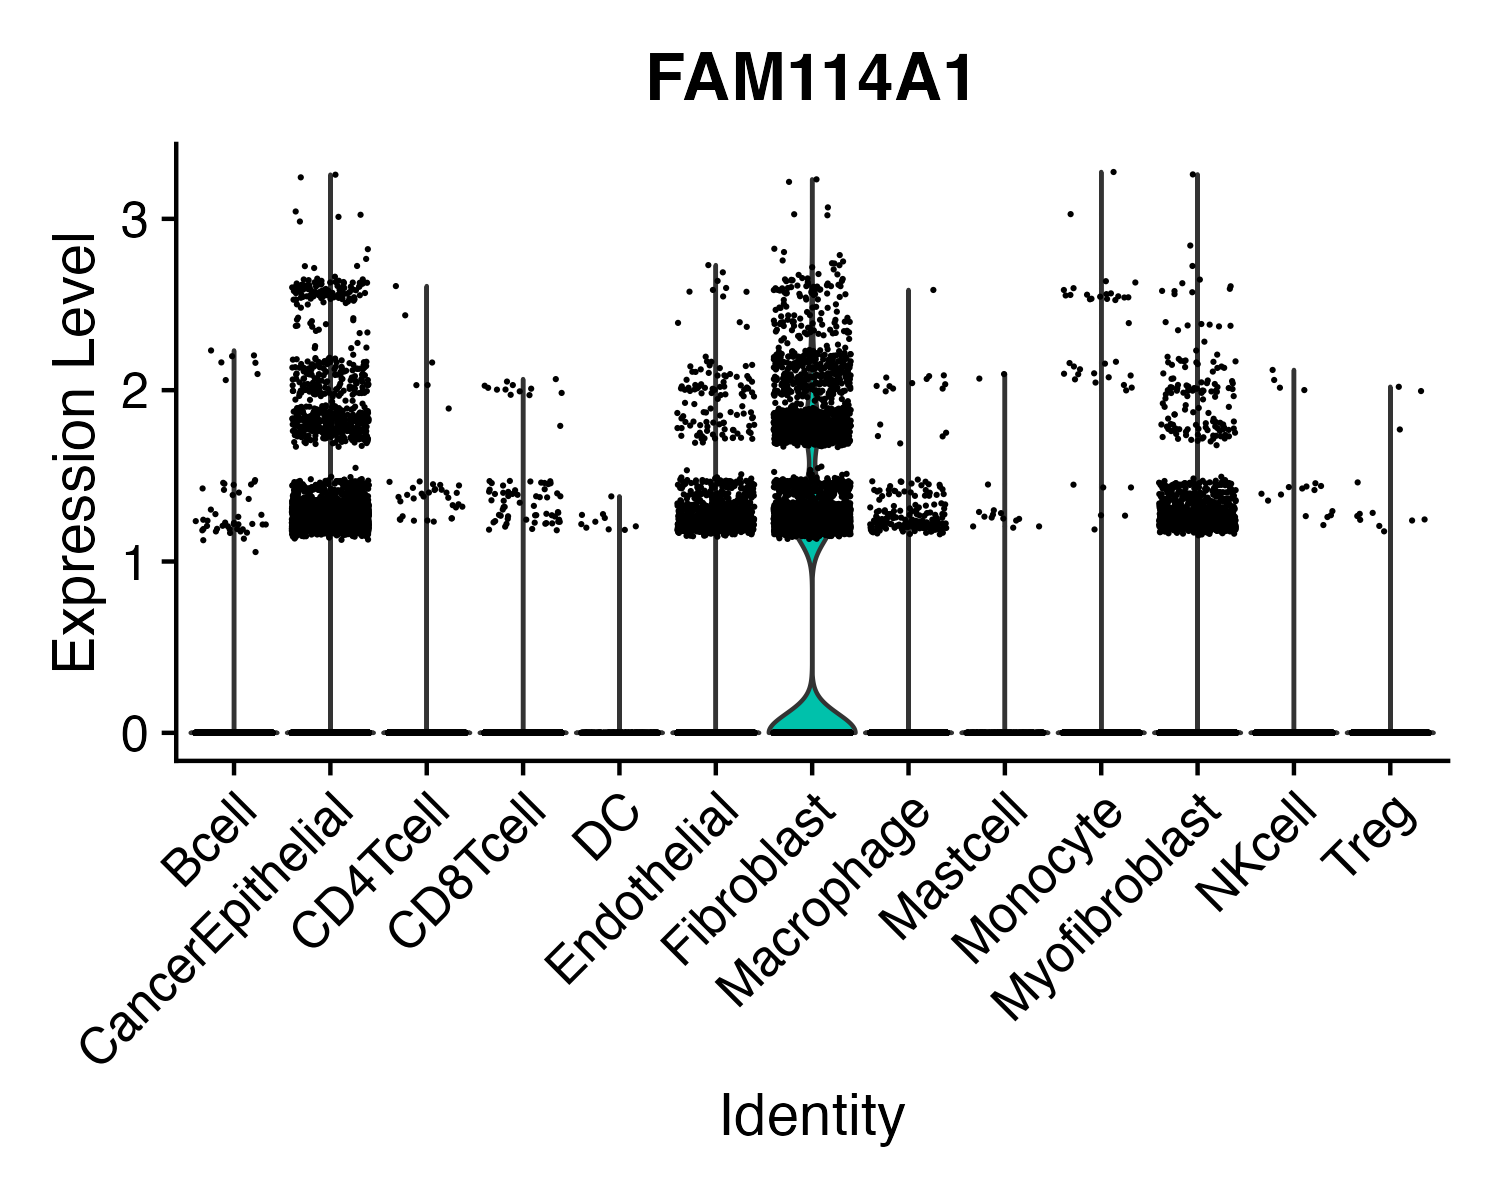 FAM114A1
Expression Level
3
2
1
0
Bcell
CancerEpithelial
CD4Tcell
CD8Tcell
DC
Endothelial
Fibroblast
Macrophage
Mastcell
Monocyte
Myofibroblast
NKcell
Treg
Identity